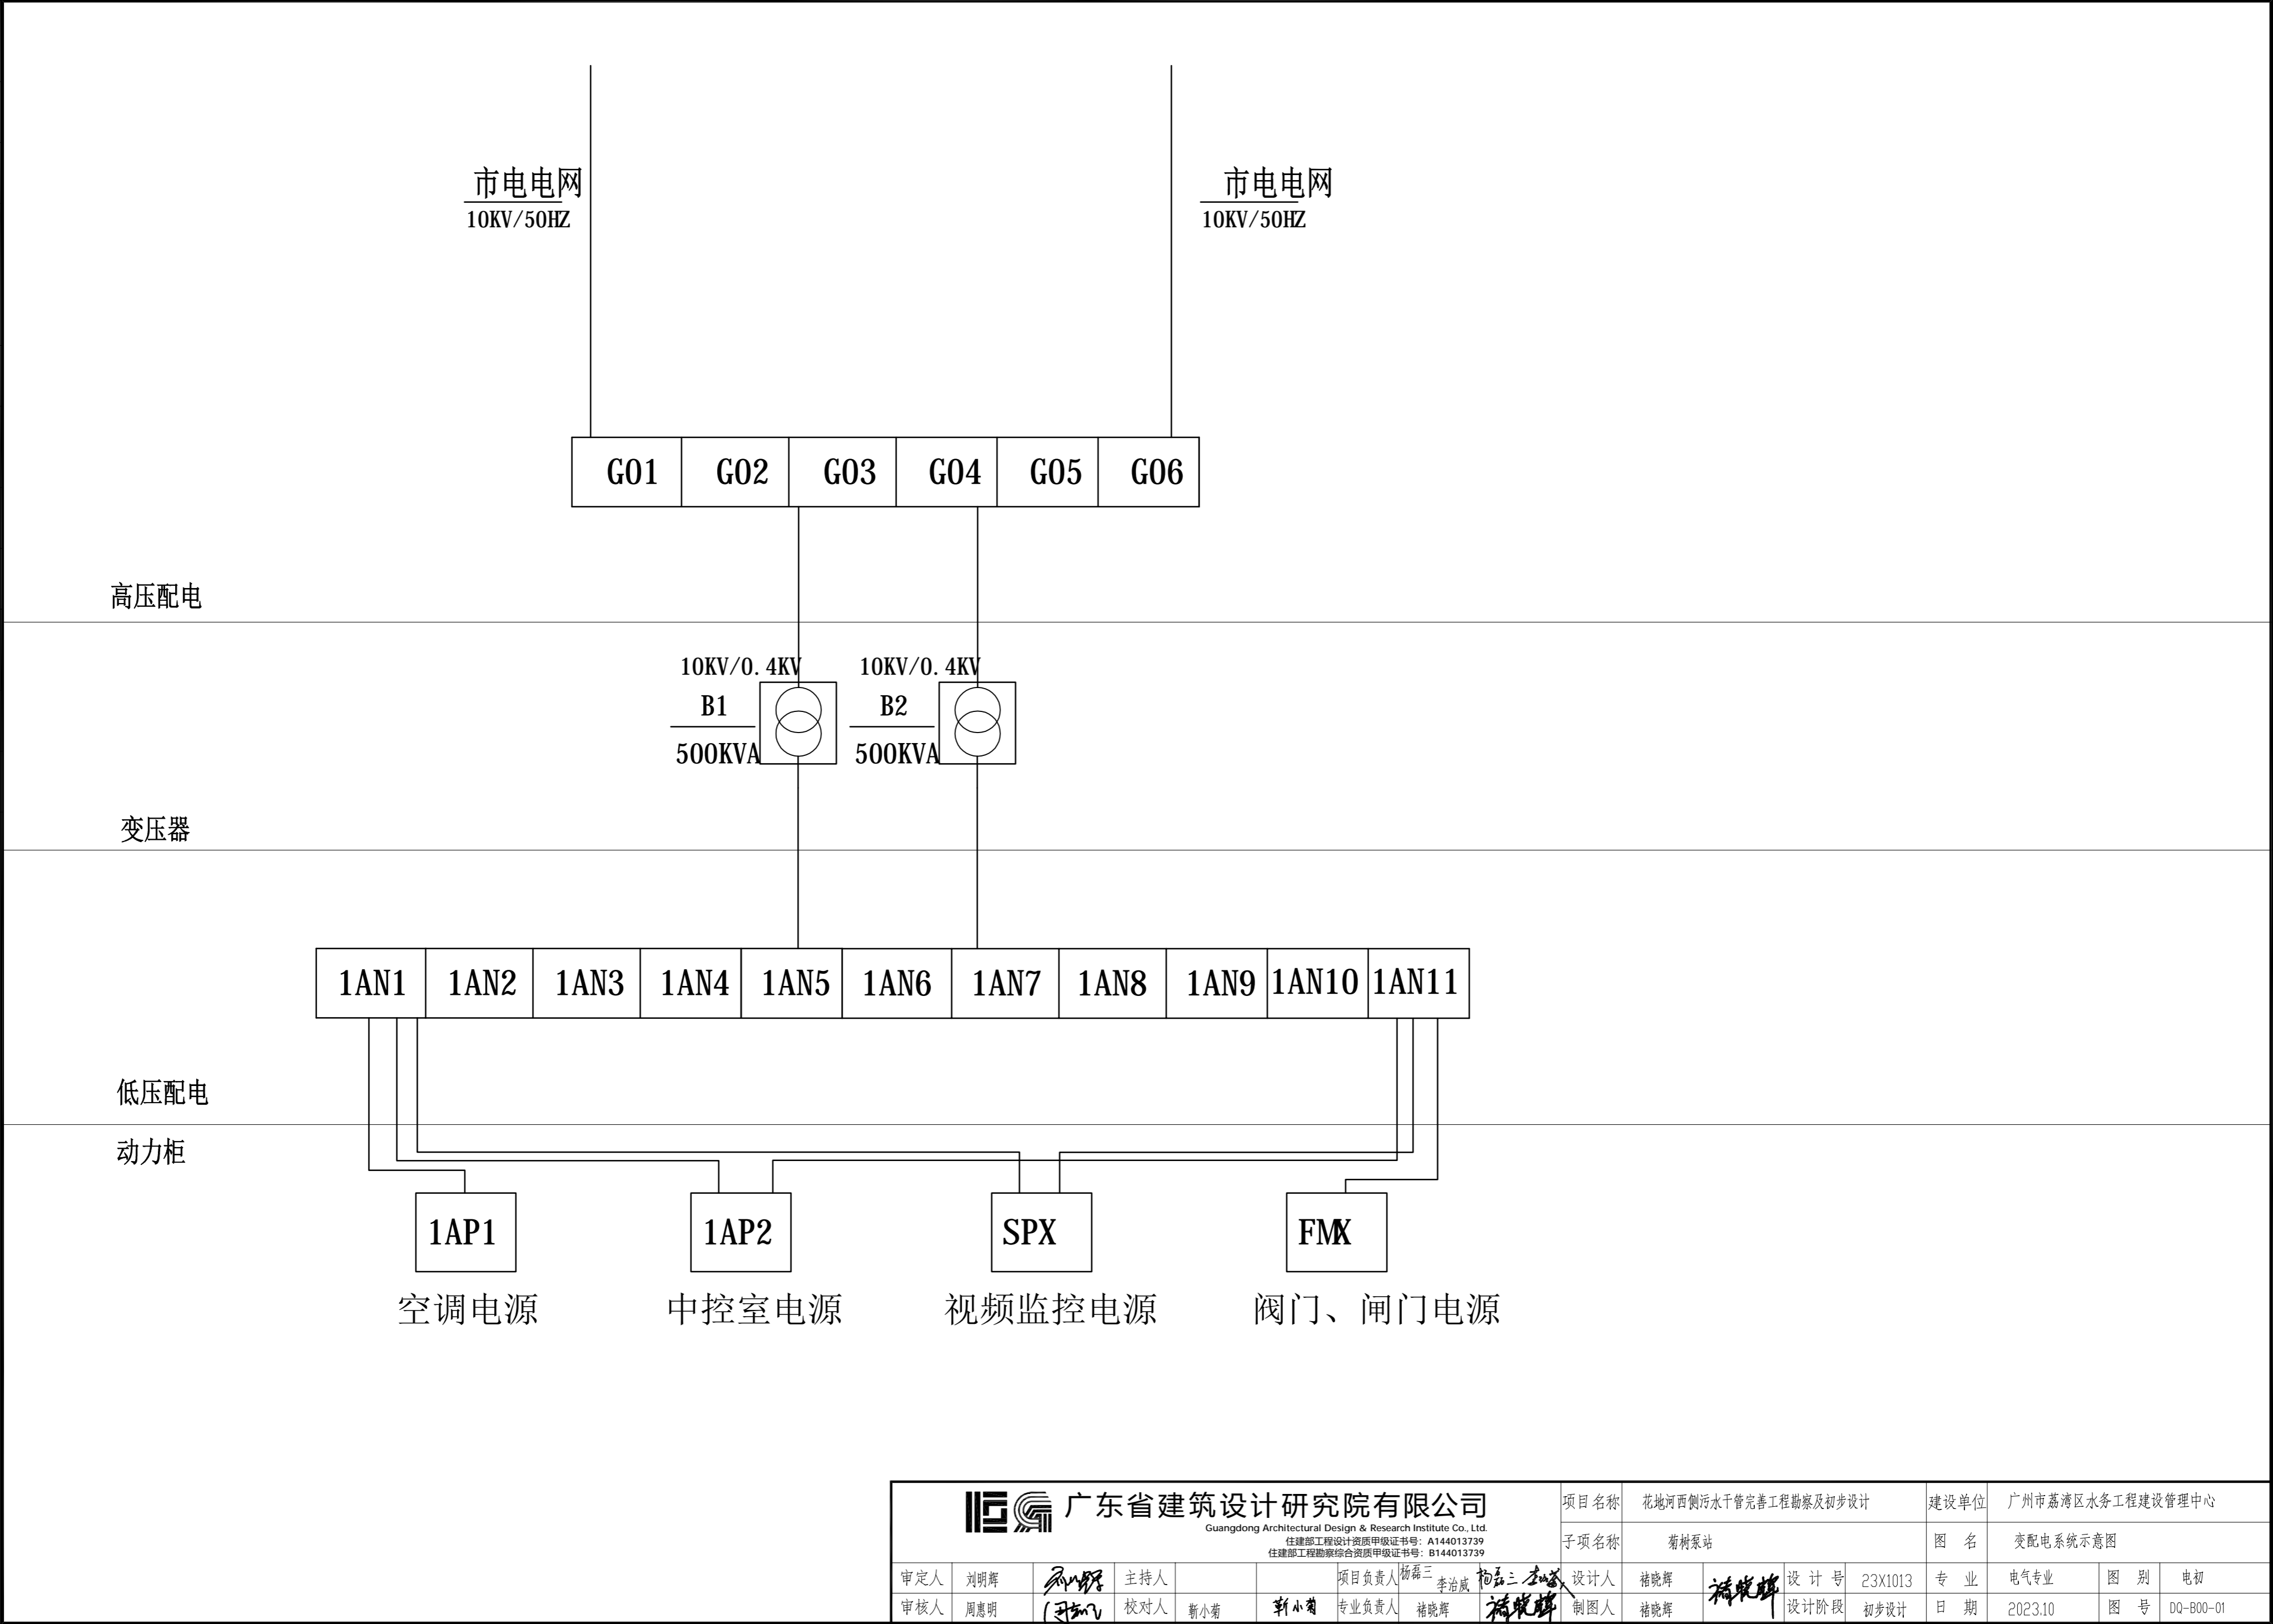 市电电网
10KV/50HZ
市电电网
10KV/50HZ
G01 G02 G03 G04 G05 G06
高压配电
10KV/0.4KV 10KV/0.4KV
B1 B2
500KVA 500KVA
变压器
1AN1 1AN2 1AN3 1AN4 1AN5 1AN6 1AN7 1AN8 1AN9 1AN10 1AN11
低压配电
动力柜
1AP1 1AP2 SPX FMX
空调电源 中控室电源 视频监控电源 阀门、闸门电源
广东省建筑设计研究院有限公司
Guangdong Architectural Design & Research Institute Co., Ltd.
住建部工程设计资质甲级证书号：A144013739
住建部工程勘察综合资质甲级证书号：B144013739
项目名称 花地河西侧污水干管完善工程勘察及初步设计 建设单位 广州市荔湾区水务工程建设管理中心
子项名称 菊树泵站 图 名 变配电系统示意图
审定人 刘明辉 主持人 项目负责人 杨磊三 李治威 杨磊三 设计人 褚晓辉 褚晓辉 设计号 23X1013 专业 电气专业 图别 电初
审核人 周惠明 校对人 靳小菊 靳小菊 专业负责人 褚晓辉 褚晓辉 制图人 褚晓辉 设计阶段 初步设计 日期 2023.10 图号 DQ-B00-01